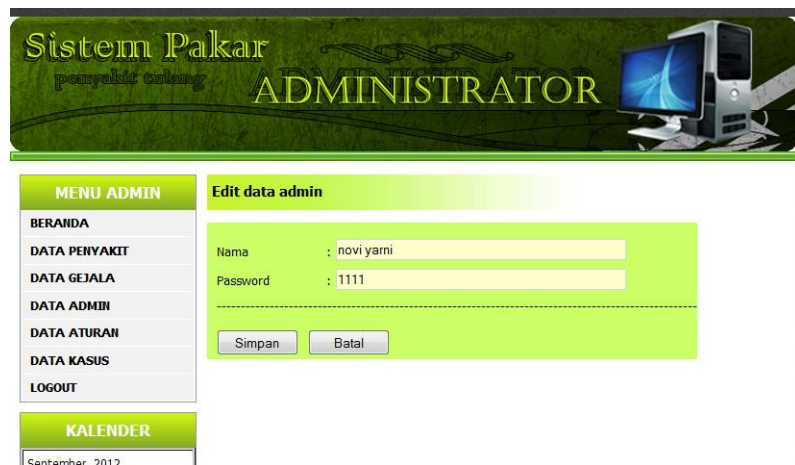 Sistem Pakar
penyakit tulang
ADMINISTRATOR
MENU ADMIN
BERANDA
DATA PENYAKIT
DATA GEJALA
DATA ADMIN
DATA ATURAN
DATA KASUS
LOGOUT
KALENDER
September, 2012
Edit data admin
Nama : novi yarni
Password : 1111
Simpan Batal